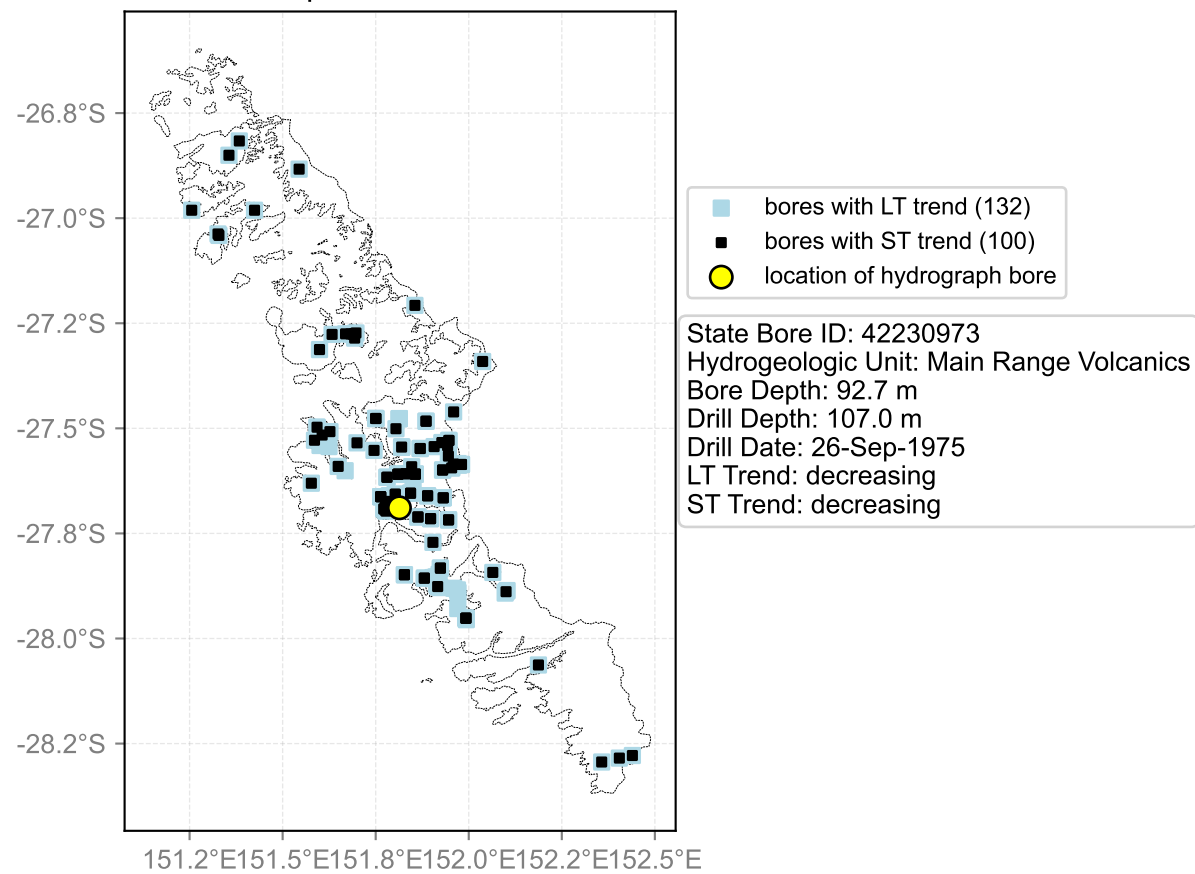 -26.8°S
-27.0°S
-27.2°S
-27.5°S
-27.8°S
-28.0°S
-28.2°S
151.2°E151.5°E151.8°E152.0°E152.2°E152.5°E
bores with LT trend (132)
bores with ST trend (100)
location of hydrograph bore
State Bore ID: 42230973
Hydrogeologic Unit: Main Range Volcanics
Bore Depth: 92.7 m
Drill Depth: 107.0 m
Drill Date: 26-Sep-1975
LT Trend: decreasing
ST Trend: decreasing